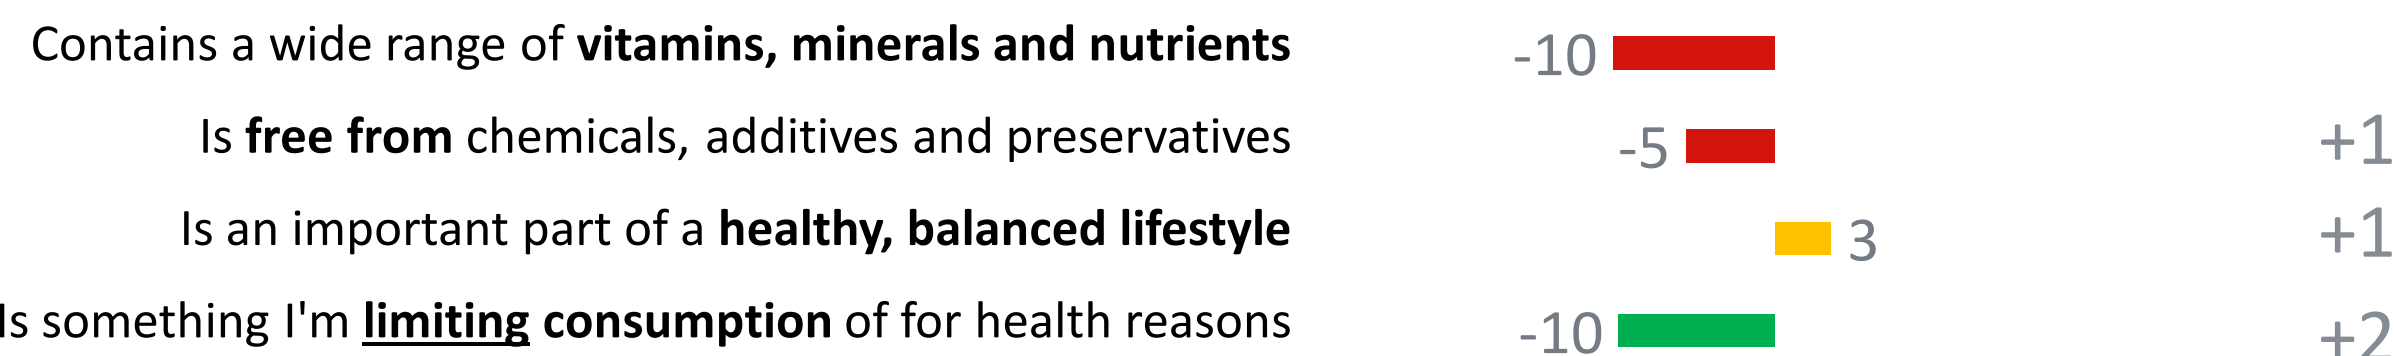 Contains a wide range of vitamins, minerals and nutrients -10
Is free from chemicals, additives and preservatives -5 +1
Is an important part of a healthy, balanced lifestyle 3 +1
Is something I'm limiting consumption of for health reasons -10 +2